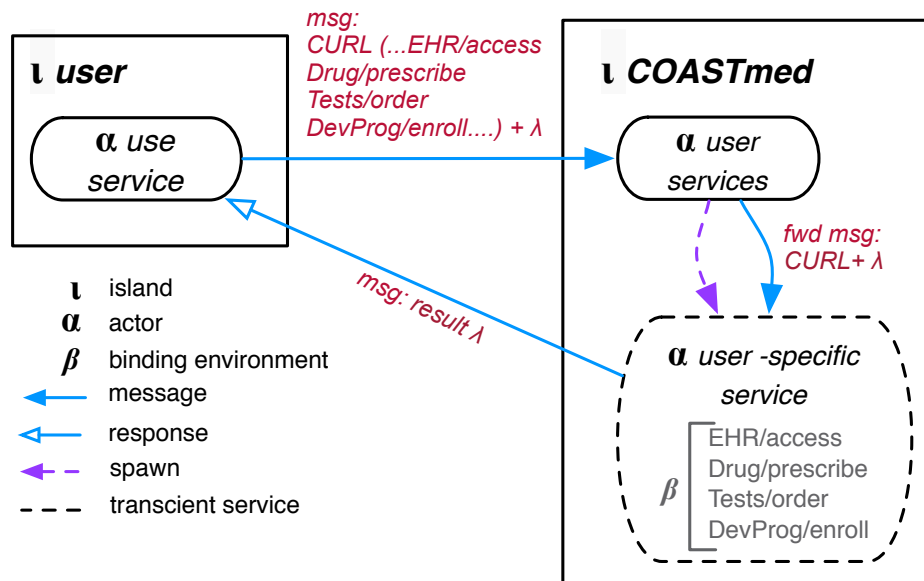 msg:
CURL (...EHR/access
Drug/prescribe
Tests/order
DevProg/enroll....) + λ
ɩ user
α use
service
ɩ COASTmed
α user
services
fwd msg:
CURL+ λ
msg: result λ
α user -specific
service
β
EHR/access
Drug/prescribe
Tests/order
DevProg/enroll
ɩ island
α actor
β binding environment
message
response
spawn
transcient service